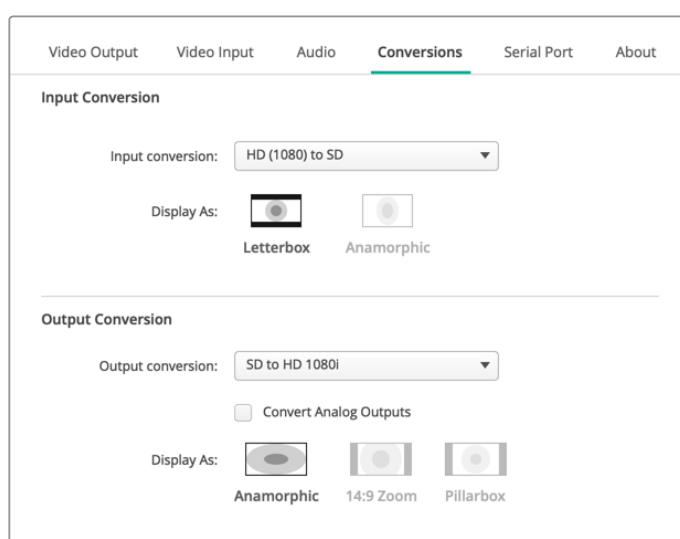 Video Output Video Input Audio Conversions Serial Port About
Input Conversion
Input conversion: HD (1080) to SD
Display As:
Letterbox Anamorphic
Output Conversion
Output conversion: SD to HD 1080i
Convert Analog Outputs
Display As:
Anamorphic 14:9 Zoom Pillarbox